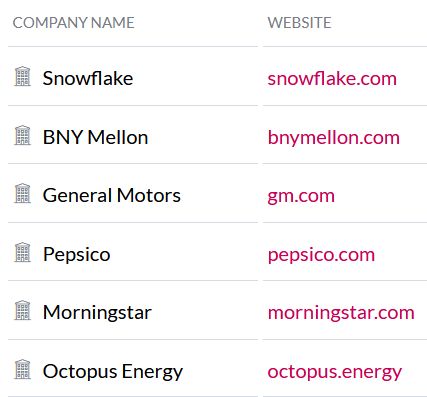 COMPANY NAME WEBSITE
Snowflake snowflake.com
BNY Mellon bnymellon.com
General Motors gm.com
Pepsico pepsico.com
Morningstar morningstar.com
Octopus Energy octopus.energy